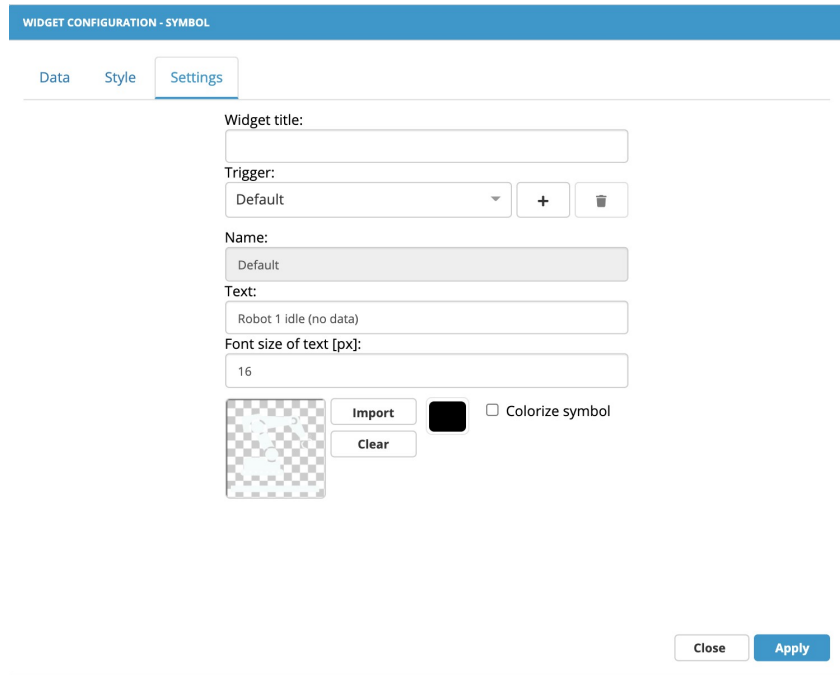 WIDGET CONFIGURATION - SYMBOL
Data Style Settings
Widget title:
Trigger:
Default
+
Name:
Default
Text:
Robot 1 idle (no data)
Font size of text [px]:
16
Import
Colorize symbol
Clear
Close Apply